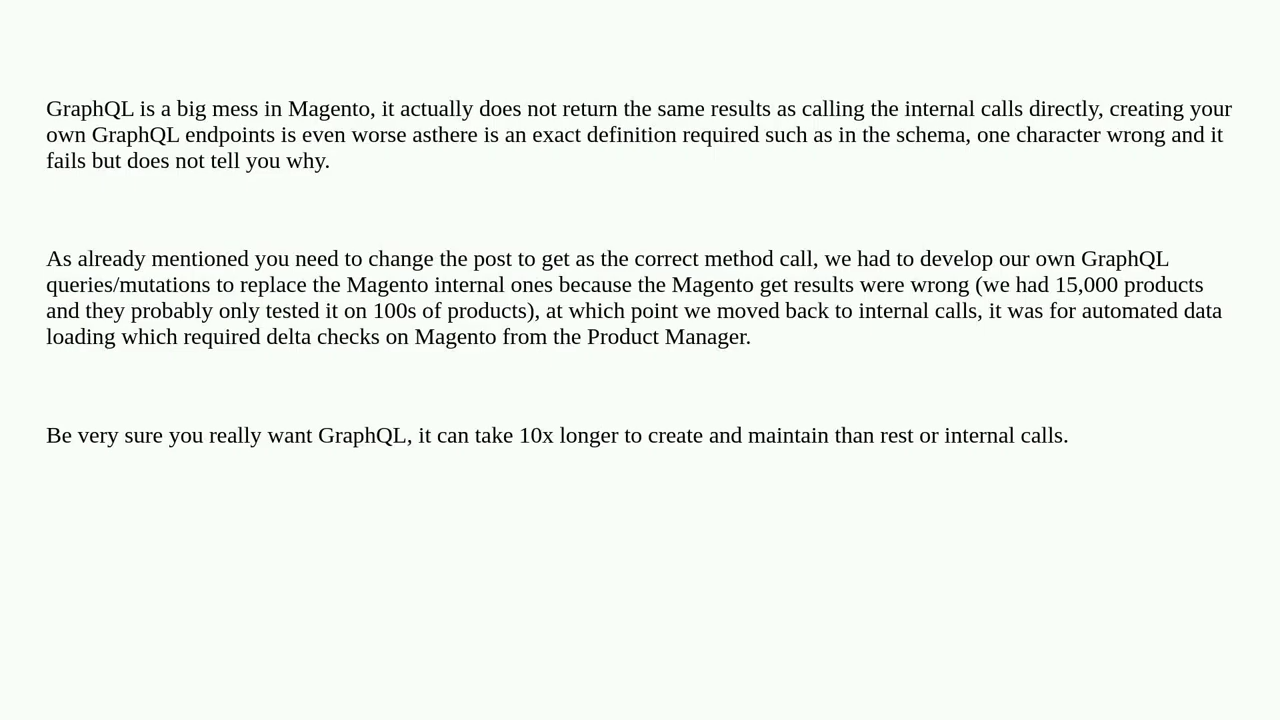 GraphQL is a big mess in Magento, it actually does not return the same results as calling the internal calls directly, creating your
own GraphQL endpoints is even worse asthere is an exact definition required such as in the schema, one character wrong and it
fails but does not tell you why.
As already mentioned you need to change the post to get as the correct method call, we had to develop our own GraphQL
queries/mutations to replace the Magento internal ones because the Magento get results were wrong (we had 15,000 products
and they probably only tested it on 100s of products), at which point we moved back to internal calls, it was for automated data
loading which required delta checks on Magento from the Product Manager.
Be very sure you really want GraphQL, it can take 10x longer to create and maintain than rest or internal calls.